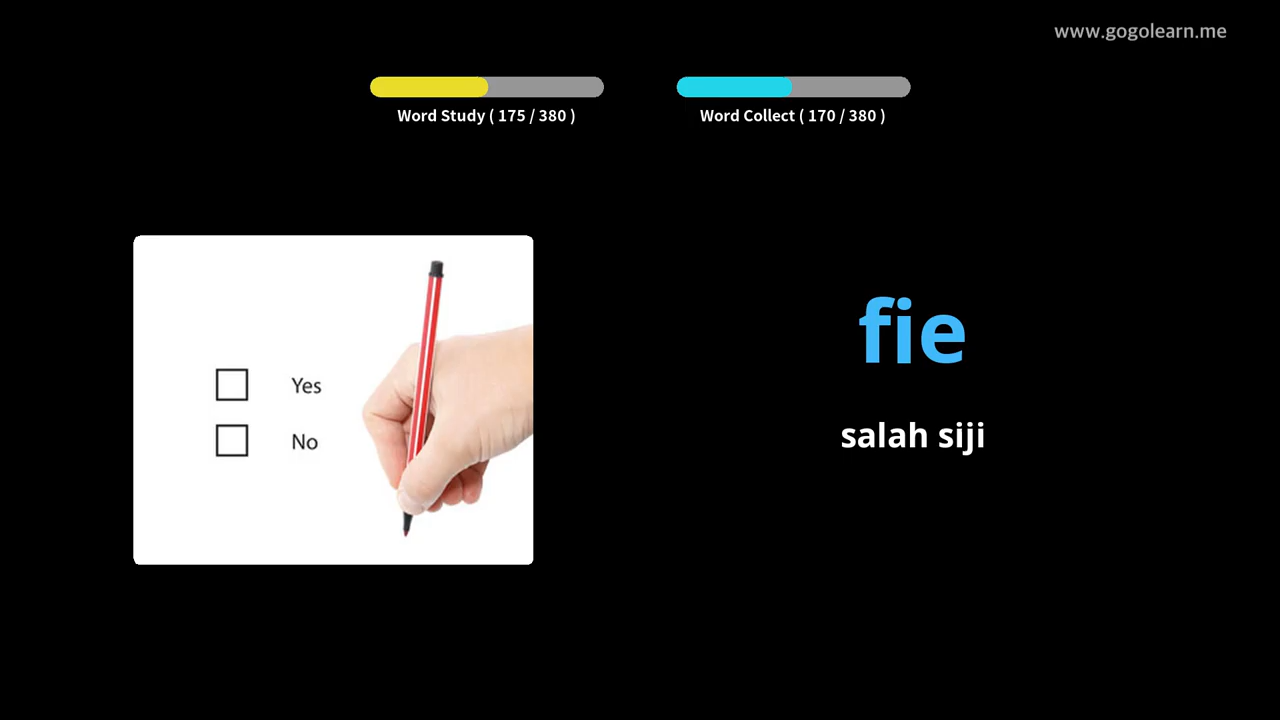 www.gogolearn.me
Word Study ( 175 / 380 )
Word Collect ( 170 / 380 )
Yes
No
fie
salah siji